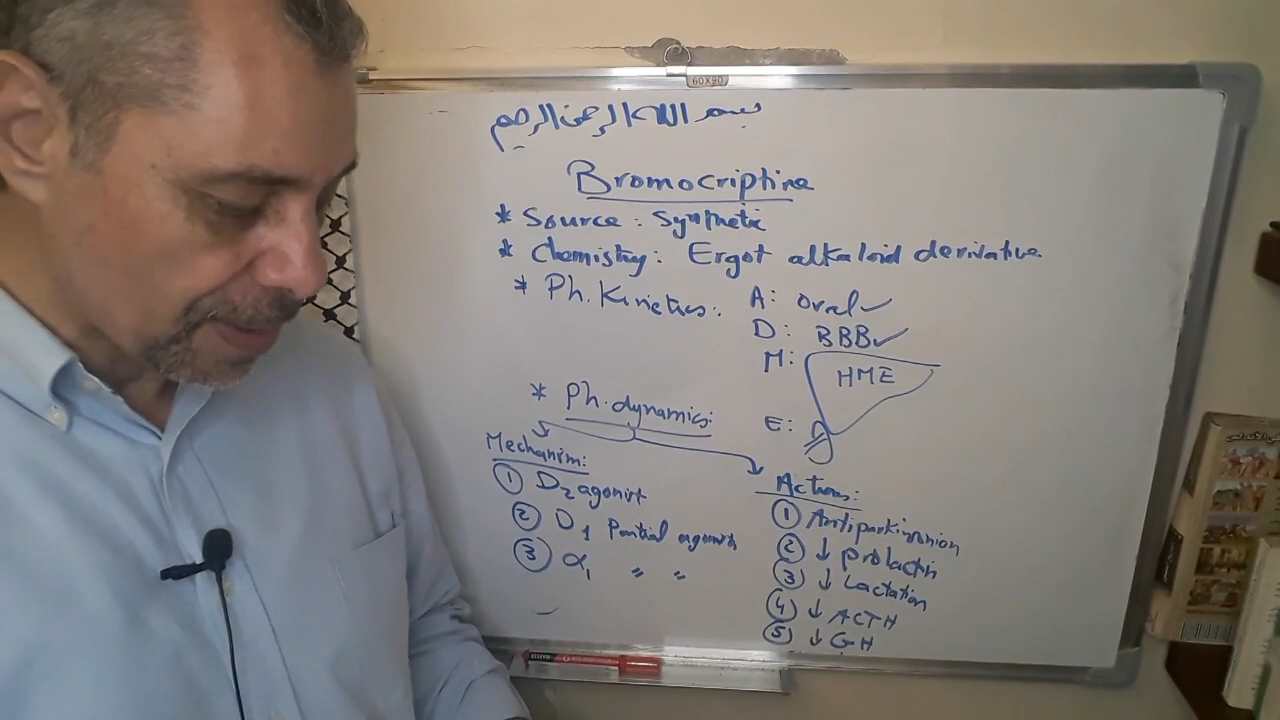 60X90
بسم الله الرحمن الرحيم
Bromocriptine
* Source: Synthetic
* Chemistry: Ergot alkaloid derivative
* Ph. Kinetics: A: oral ✓
D: BBB ✓
M: HME
E:
* Ph. dynamics:
Mechanism:
① D2 agonist
② D1 Partial agonist
③ α1 〃 〃
Actions:
① Antiparkinsonion
② ↓ prolactin
③ ↓ Lactation
④ ↓ ACTH
⑤ ↓ GH